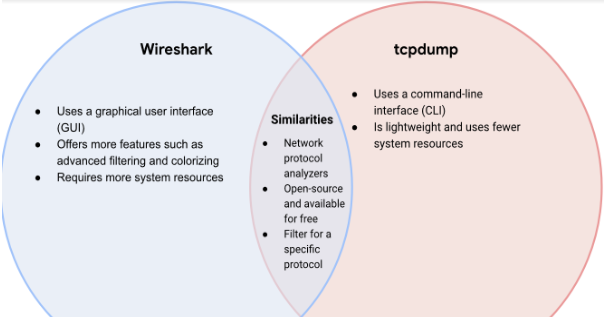 Wireshark
● Uses a graphical user interface
(GUI)
● Offers more features such as
advanced filtering and colorizing
● Requires more system resources
Similarities
● Network
protocol
analyzers
● Open-source
and available
for free
● Filter for a
specific
protocol
tcpdump
● Uses a command-line
interface (CLI)
● Is lightweight and uses fewer
system resources